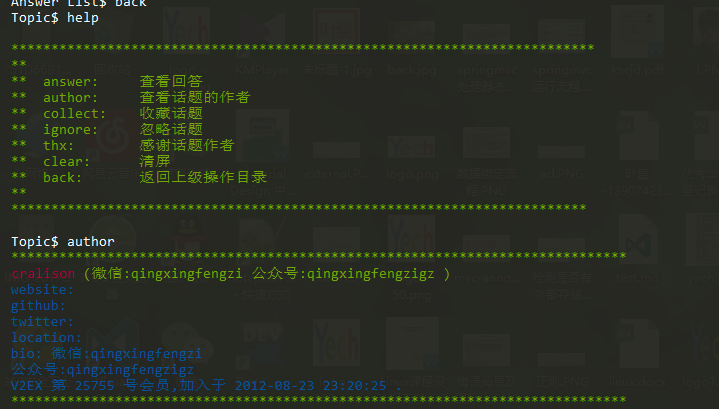 Answer List$ back
Topic$ help
*************************************************************************
**
** answer: 查看回答
** author: 查看话题的作者
** collect: 收藏话题
** ignore: 忽略话题
** thx: 感谢话题作者
** clear: 清屏
** back: 返回上级操作目录
**
************************************************************************
Topic$ author
*****************************************************************************
crallson (微信:qingxingfengzi 公众号:qingxingfengzigz )
website:
github:
twitter:
location:
bio: 微信:qingxingfengzi
公众号:qingxingfengzigz
V2EX 第 25755 号会员,加入于 2012-08-23 23:20:25 .
*****************************************************************************